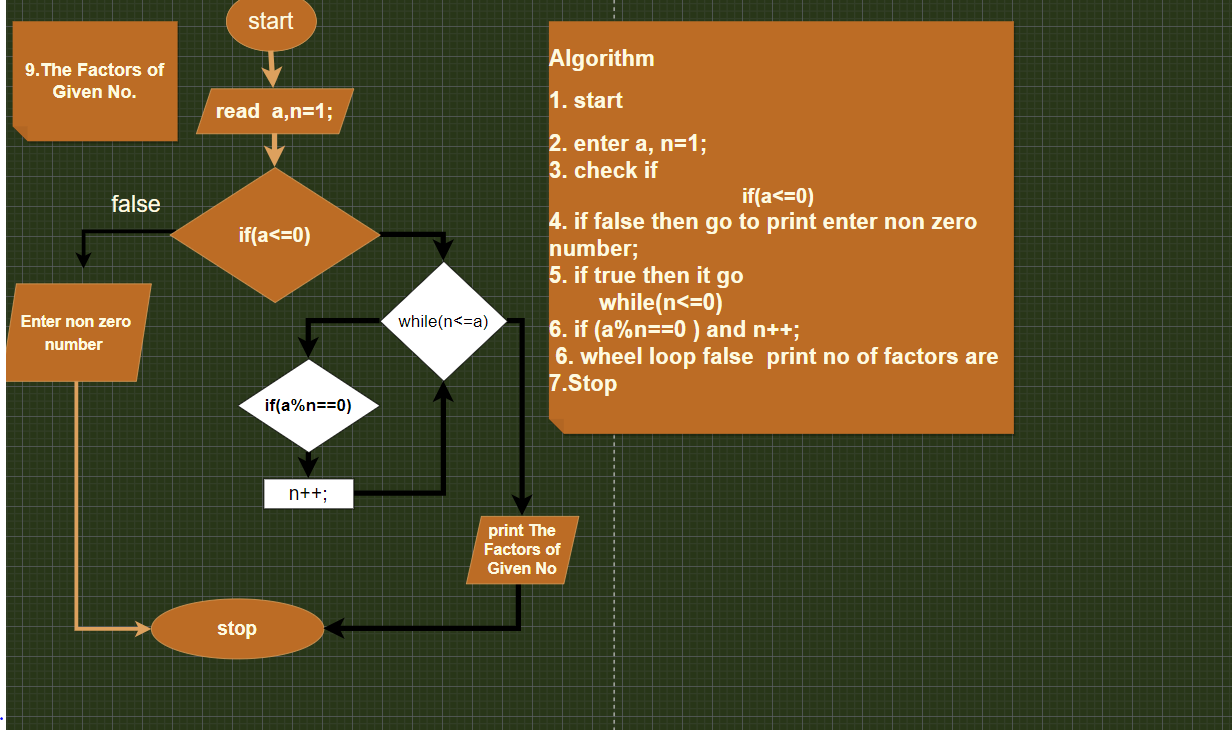 start
9.The Factors of
Given No.
read a,n=1;
false
if(a<=0)
while(n<=a)
Enter non zero
number
if(a%n==0)
n++;
print The
Factors of
Given No
stop
Algorithm
1. start
2. enter a, n=1;
3. check if
if(a<=0)
4. if false then go to print enter non zero
number;
5. if true then it go
while(n<=0)
6. if (a%n==0 ) and n++;
6. wheel loop false print no of factors are
7.Stop